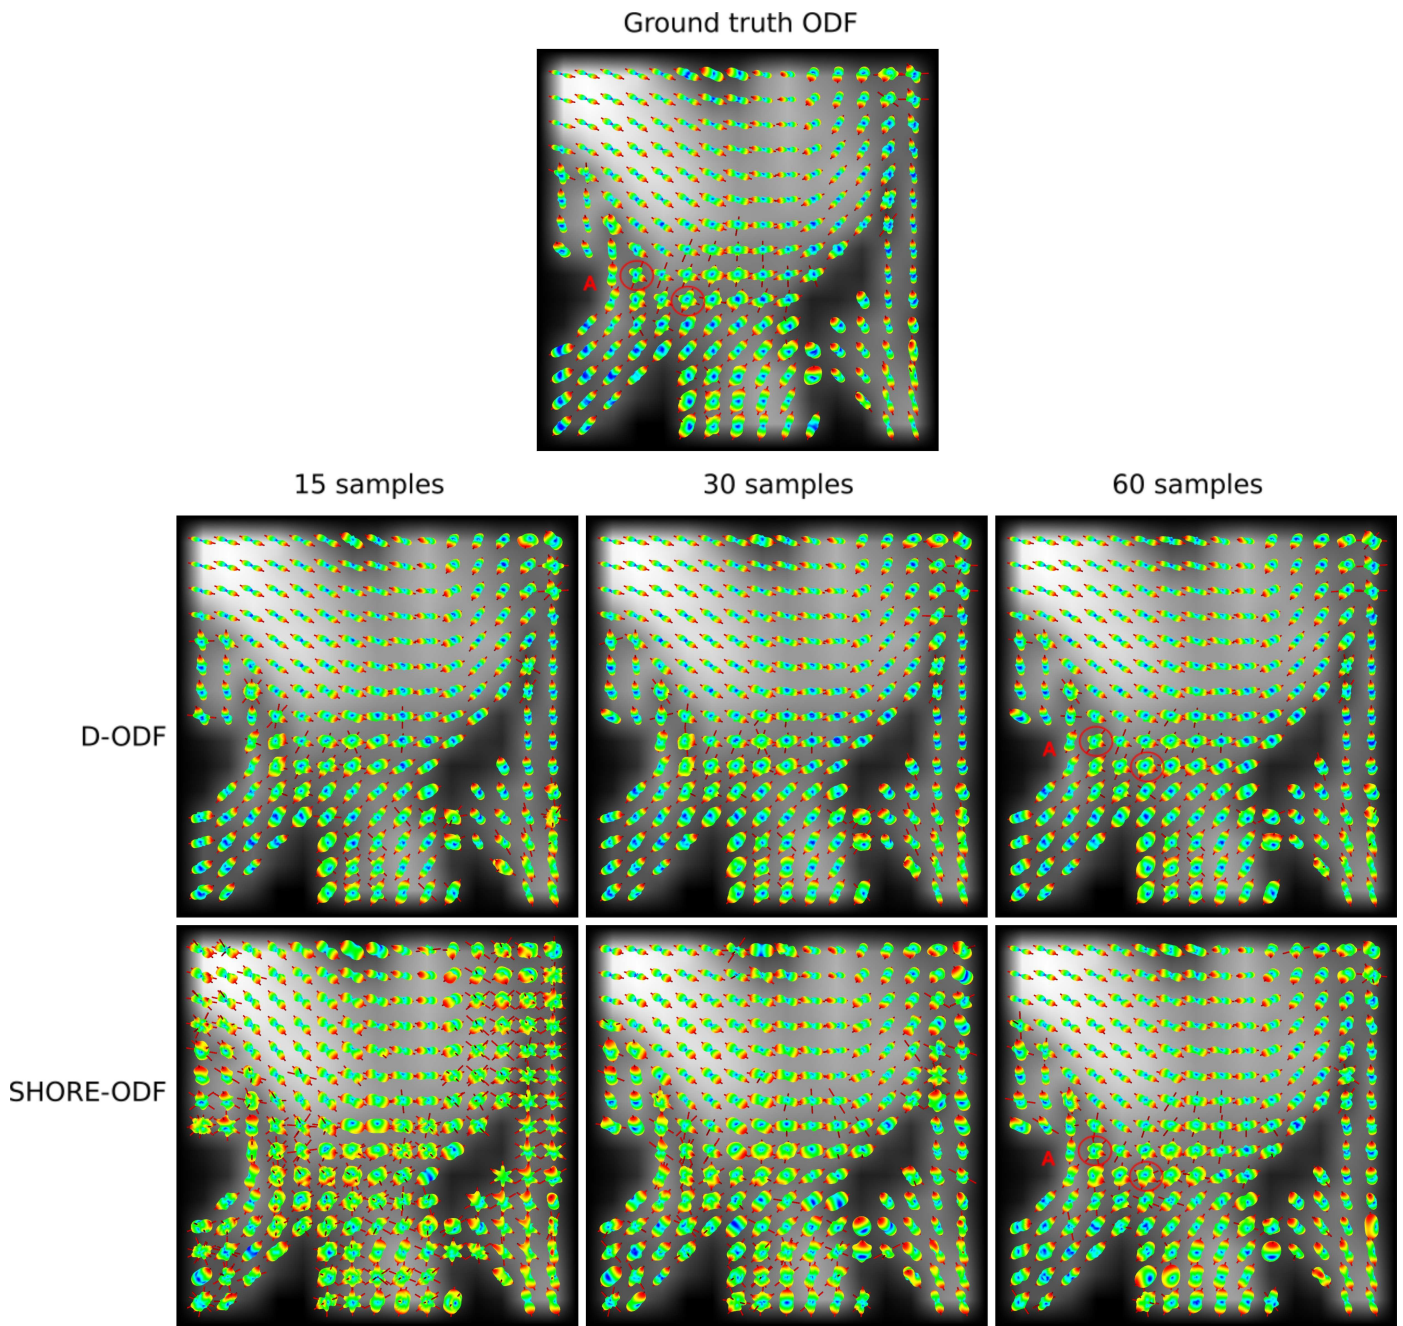 Ground truth ODF
A
15 samples
30 samples
60 samples
D-ODF
A
SHORE-ODF
A